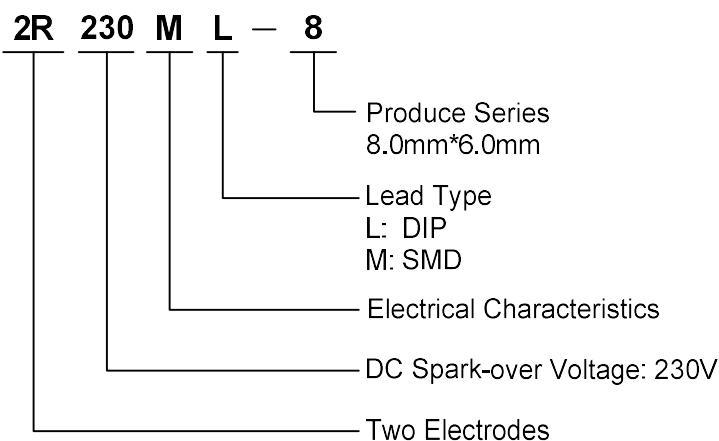 2R 230 M L — 8
Produce Series
8.0mm*6.0mm
Lead Type
L: DIP
M: SMD
Electrical Characteristics
DC Spark-over Voltage: 230V
Two Electrodes